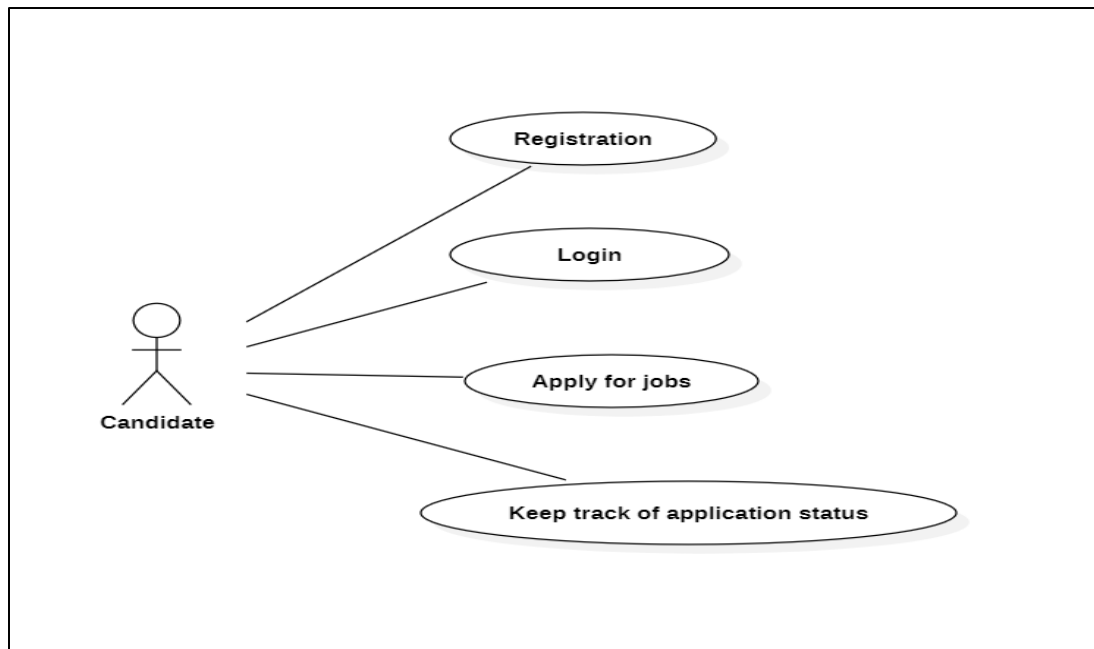 Registration
Login
Apply for jobs
Candidate
Keep track of application status